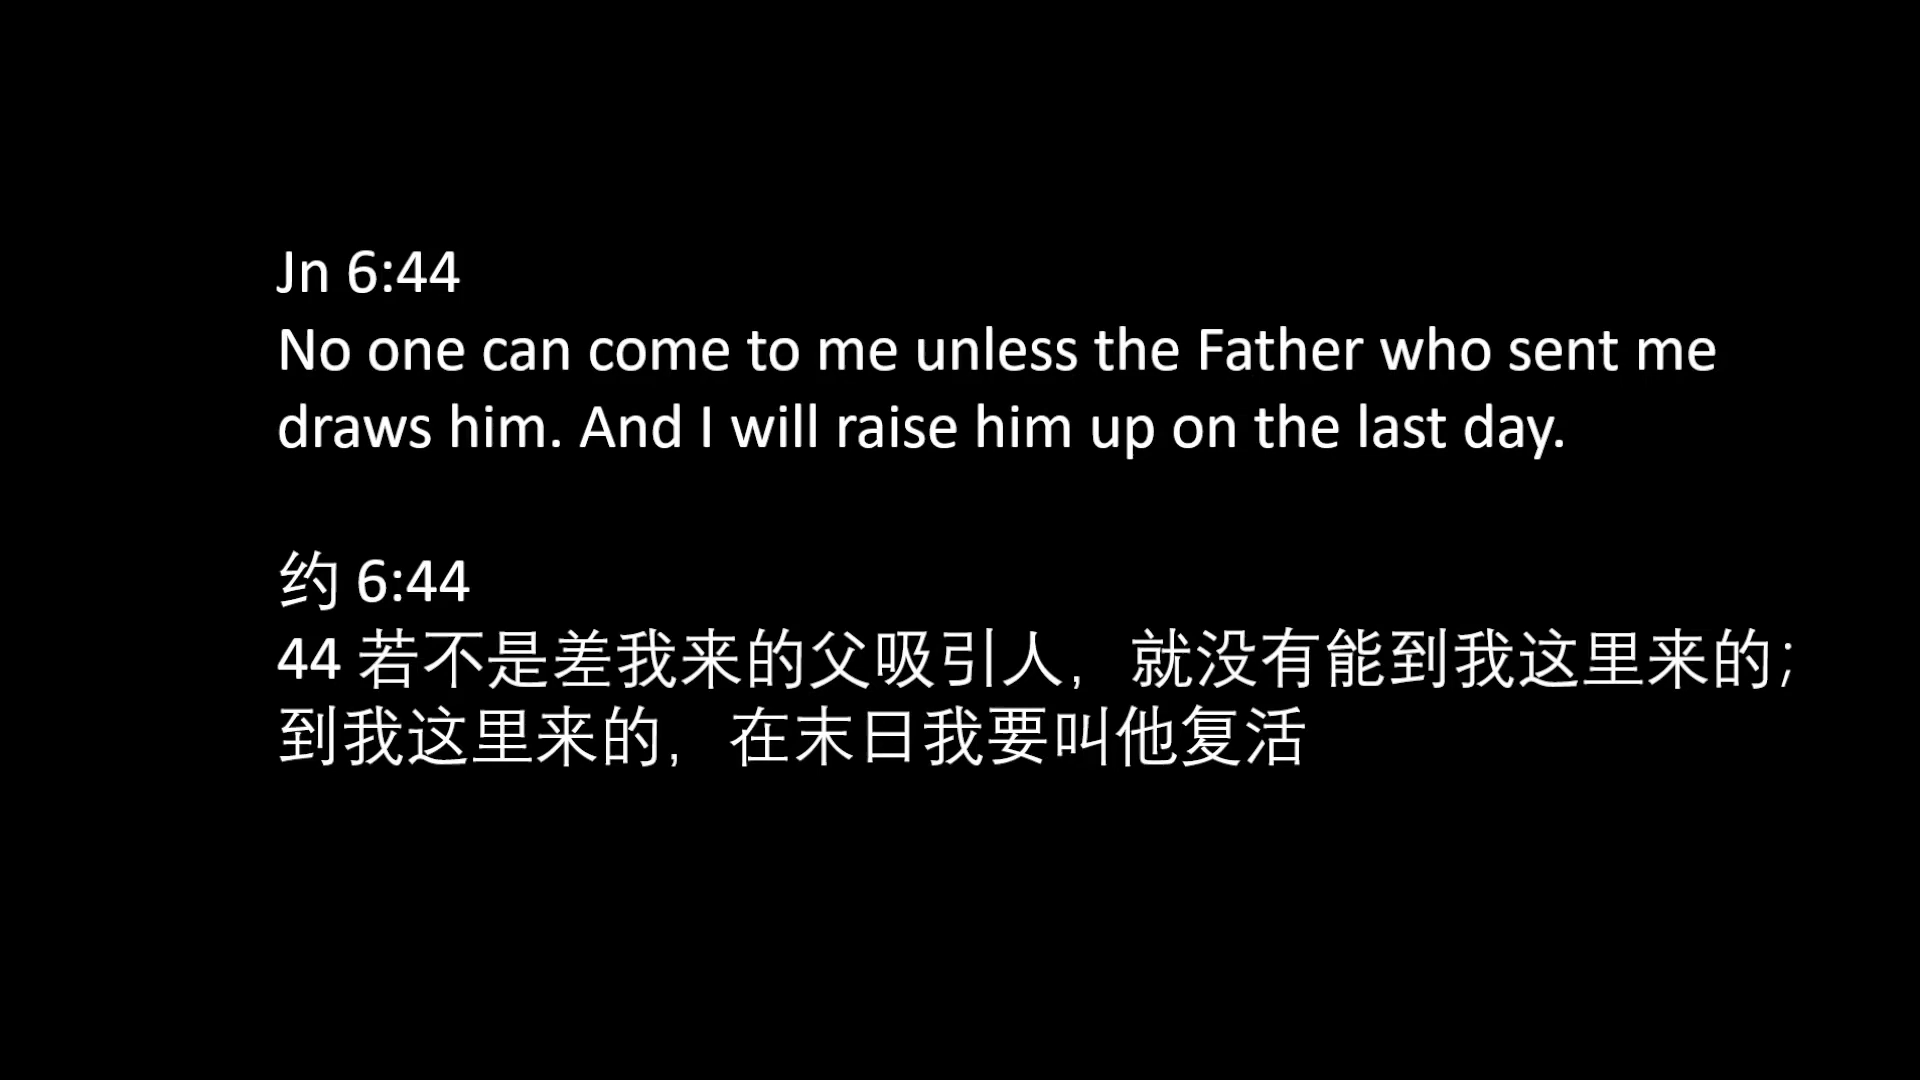 Jn 6:44
No one can come to me unless the Father who sent me
draws him. And I will raise him up on the last day.
约 6:44
44 若不是差我来的父吸引人，就没有能到我这里来的；
到我这里来的，在末日我要叫他复活